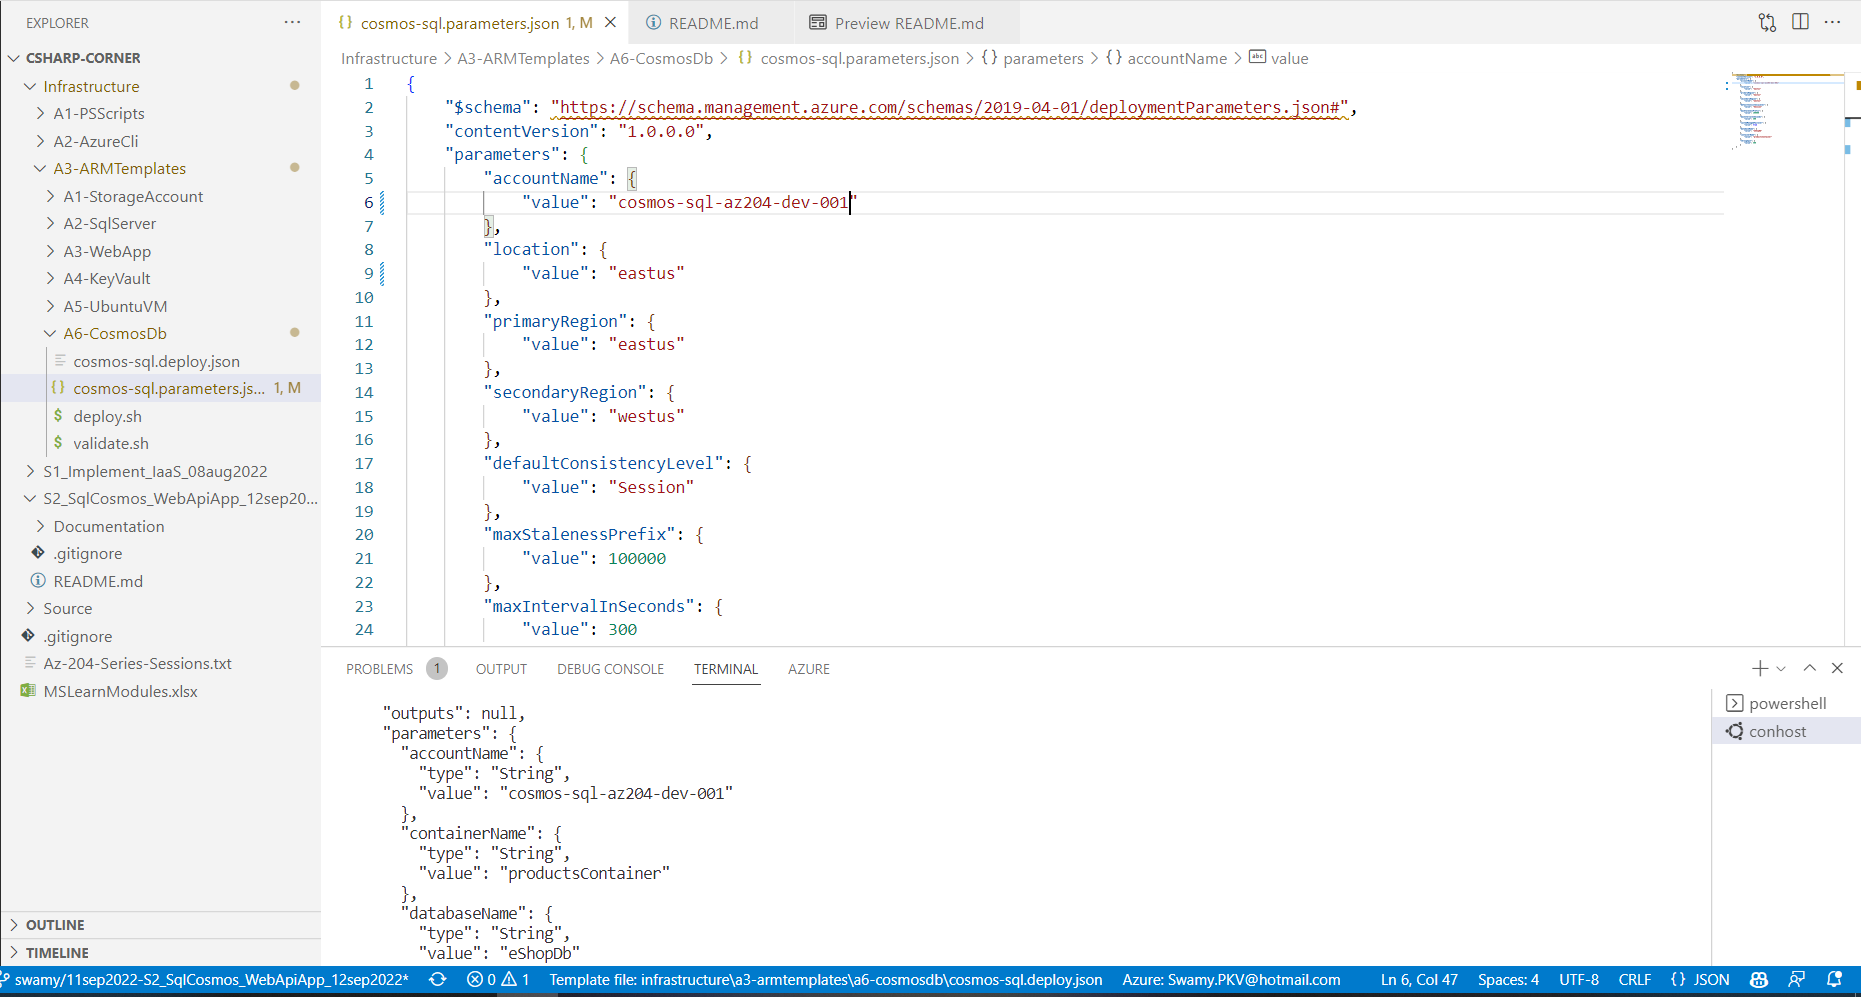 EXPLORER
CSHARP-CORNER
Infrastructure
A1-PSScripts
A2-AzureCli
A3-ARMTemplates
A1-StorageAccount
A2-SqlServer
A3-WebApp
A4-KeyVault
A5-UbuntuVM
A6-CosmosDb
cosmos-sql.deploy.json
cosmos-sql.parameters.js... 1, M
deploy.sh
validate.sh
S1_Implement_IaaS_08aug2022
S2_SqlCosmos_WebApiApp_12sep20...
Documentation
.gitignore
README.md
Source
.gitignore
Az-204-Series-Sessions.txt
MSLearnModules.xlsx
OUTLINE
TIMELINE
cosmos-sql.parameters.json 1, M README.md Preview README.md
Infrastructure > A3-ARMTemplates > A6-CosmosDb > {} cosmos-sql.parameters.json > {} parameters > {} accountName > abc value
1 {
2 "$schema": "https://schema.management.azure.com/schemas/2019-04-01/deploymentParameters.json#",
3 "contentVersion": "1.0.0.0",
4 "parameters": {
5 "accountName": {
6 "value": "cosmos-sql-az204-dev-001"
7 },
8 "location": {
9 "value": "eastus"
10 },
11 "primaryRegion": {
12 "value": "eastus"
13 },
14 "secondaryRegion": {
15 "value": "westus"
16 },
17 "defaultConsistencyLevel": {
18 "value": "Session"
19 },
20 "maxStalenessPrefix": {
21 "value": 100000
22 },
23 "maxIntervalInSeconds": {
24 "value": 300
PROBLEMS 1 OUTPUT DEBUG CONSOLE TERMINAL AZURE
"outputs": null,
"parameters": {
"accountName": {
"type": "String",
"value": "cosmos-sql-az204-dev-001"
},
"containerName": {
"type": "String",
"value": "productsContainer"
},
"databaseName": {
"type": "String",
"value": "eShopDb"
powershell
conhost
swamy/11sep2022-S2_SqlCosmos_WebApiApp_12sep2022* 0 1 Template file: infrastructure\a3-armtemplates\a6-cosmosdb\cosmos-sql.deploy.json Azure: Swamy.PKV@hotmail.com Ln 6, Col 47 Spaces: 4 UTF-8 CRLF {} JSON